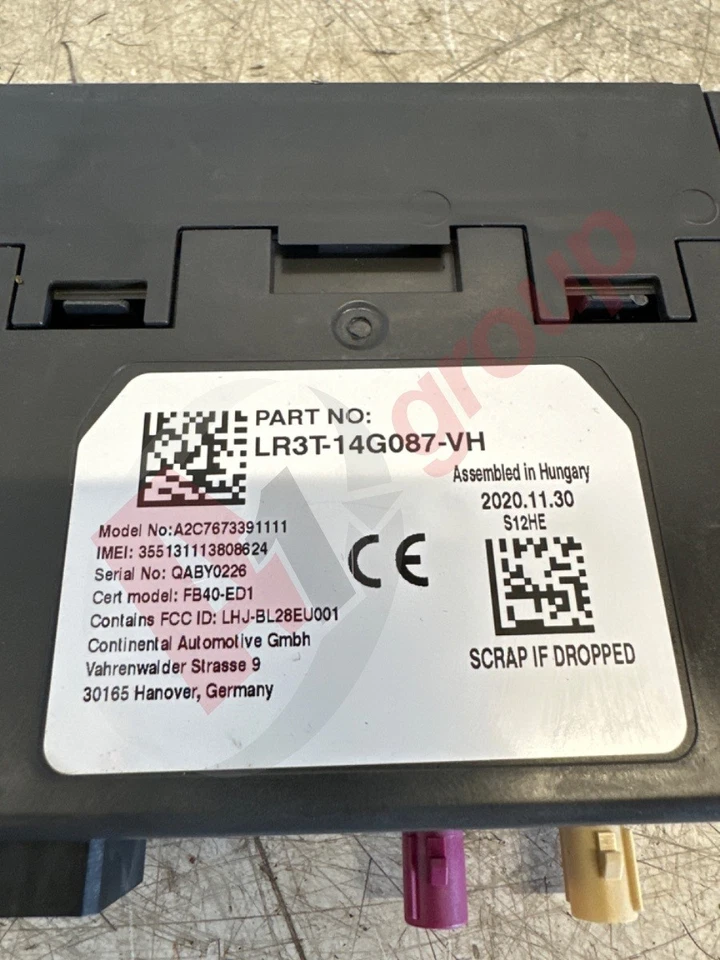 PART NO:
LR3T-14G087-VH
Assembled in Hungary
2020.11.30
S12HE
Model No:A2C7673391111
IMEI: 355131113808624
Serial No: QABY0226
Cert model: FB40-ED1
Contains FCC ID: LHJ-BL28EU001
Continental Automotive Gmbh
Vahrenwalder Strasse 9
30165 Hanover, Germany
CE
SCRAP IF DROPPED
group